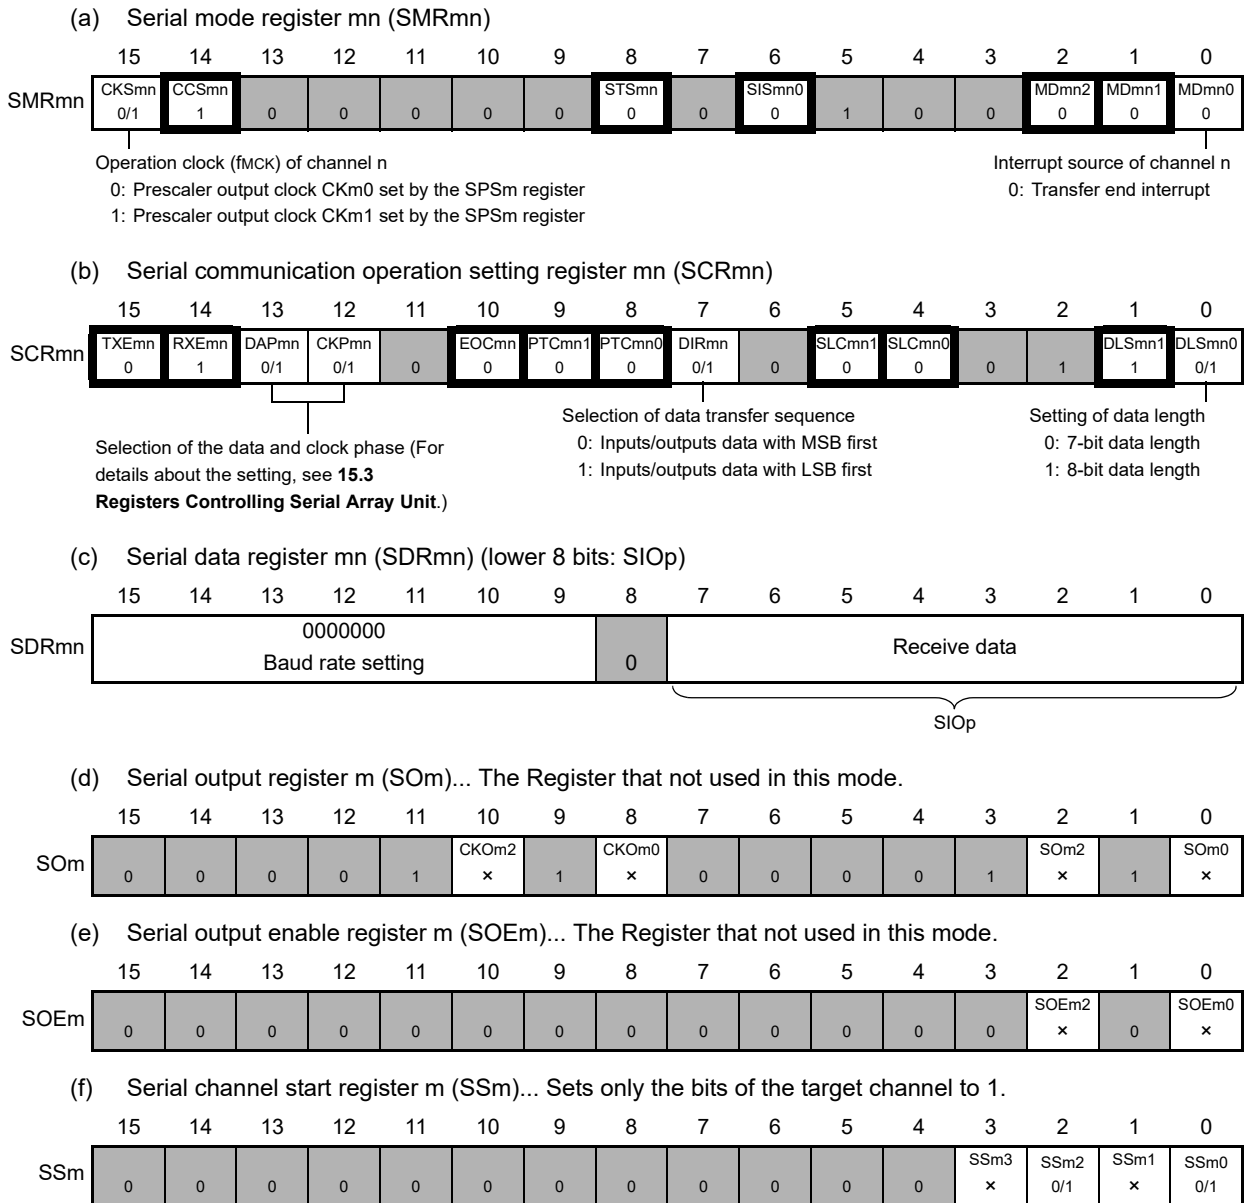 (a) Serial mode register mn (SMRmn)
15 14 13 12 11 10 9 8 7 6 5 4 3 2 1 0
CKSmn CCSmn STSmn SISmn0 MDmn2 MDmn1 MDmn0
SMRmn
0/1 1 0 0 0 0 0 0 0 0 1 0 0 0 0 0
Operation clock (fMCK) of channel n
0: Prescaler output clock CKm0 set by the SPSm register
1: Prescaler output clock CKm1 set by the SPSm register
Interrupt source of channel n
0: Transfer end interrupt
(b) Serial communication operation setting register mn (SCRmn)
15 14 13 12 11 10 9 8 7 6 5 4 3 2 1 0
TXEmn RXEmn DAPmn CKPmn EOCmn PTCmn1 PTCmn0 DIRmn SLCmn1 SLCmn0 DLSmn1 DLSmn0
SCRmn
0 1 0/1 0/1 0 0 0 0 0/1 0 0 0 0 1 1 0/1
Selection of the data and clock phase (For
details about the setting, see 15.3
Registers Controlling Serial Array Unit.)
Selection of data transfer sequence
0: Inputs/outputs data with MSB first
1: Inputs/outputs data with LSB first
Setting of data length
0: 7-bit data length
1: 8-bit data length
(c) Serial data register mn (SDRmn) (lower 8 bits: SIOp)
15 14 13 12 11 10 9 8 7 6 5 4 3 2 1 0
SDRmn
0000000
Baud rate setting
0
Receive data
SIOp
(d) Serial output register m (SOm)... The Register that not used in this mode.
15 14 13 12 11 10 9 8 7 6 5 4 3 2 1 0
CKOm2 CKOm0 SOm2 SOm0
SOm
0 0 0 0 1 × 1 × 0 0 0 0 1 × 1 ×
(e) Serial output enable register m (SOEm)... The Register that not used in this mode.
15 14 13 12 11 10 9 8 7 6 5 4 3 2 1 0
SOEm2 SOEm0
SOEm
0 0 0 0 0 0 0 0 0 0 0 0 0 × 0 ×
(f) Serial channel start register m (SSm)... Sets only the bits of the target channel to 1.
15 14 13 12 11 10 9 8 7 6 5 4 3 2 1 0
SSm3 SSm2 SSm1 SSm0
SSm
0 0 0 0 0 0 0 0 0 0 0 0 × 0/1 × 0/1